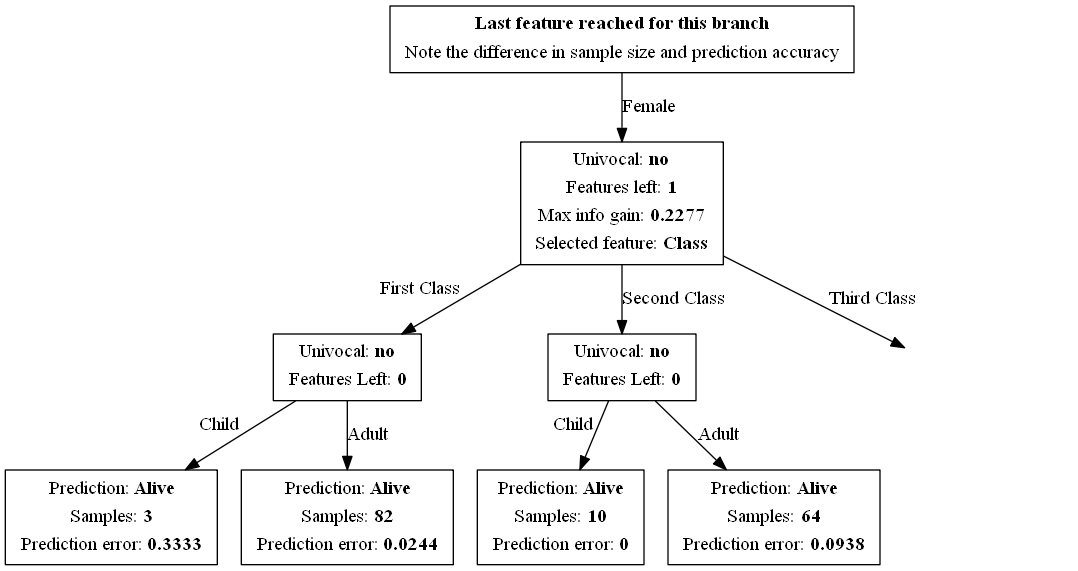 Last feature reached for this branch
Note the difference in sample size and prediction accuracy
Female
Univocal: no
Features left: 1
Max info gain: 0.2277
Selected feature: Class
First Class
Second Class
Third Class
Univocal: no
Features Left: 0
Univocal: no
Features Left: 0
Child
Adult
Child
Adult
Prediction: Alive
Samples: 3
Prediction error: 0.3333
Prediction: Alive
Samples: 82
Prediction error: 0.0244
Prediction: Alive
Samples: 10
Prediction error: 0
Prediction: Alive
Samples: 64
Prediction error: 0.0938